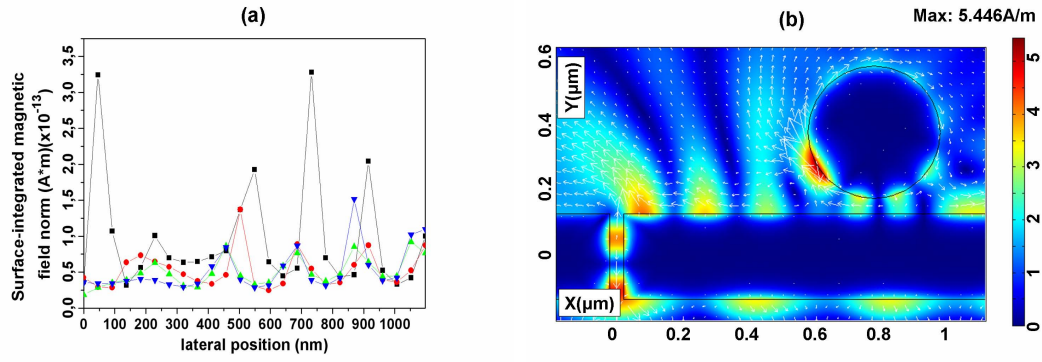 (a)
Surface-integrated magnetic
field norm (A*m)(x10-13)
3,5
3,0
2,5
2,0
1,5
1,0
0,5
0,0
0 100 200 300 400 500 600 700 800 900 1000
lateral position (nm)
(b)
Max: 5.446A/m
Y(µm)
0.6
0.4
0.2
0
X(µm)
0 0.2 0.4 0.6 0.8 1
5
4
3
2
1
0